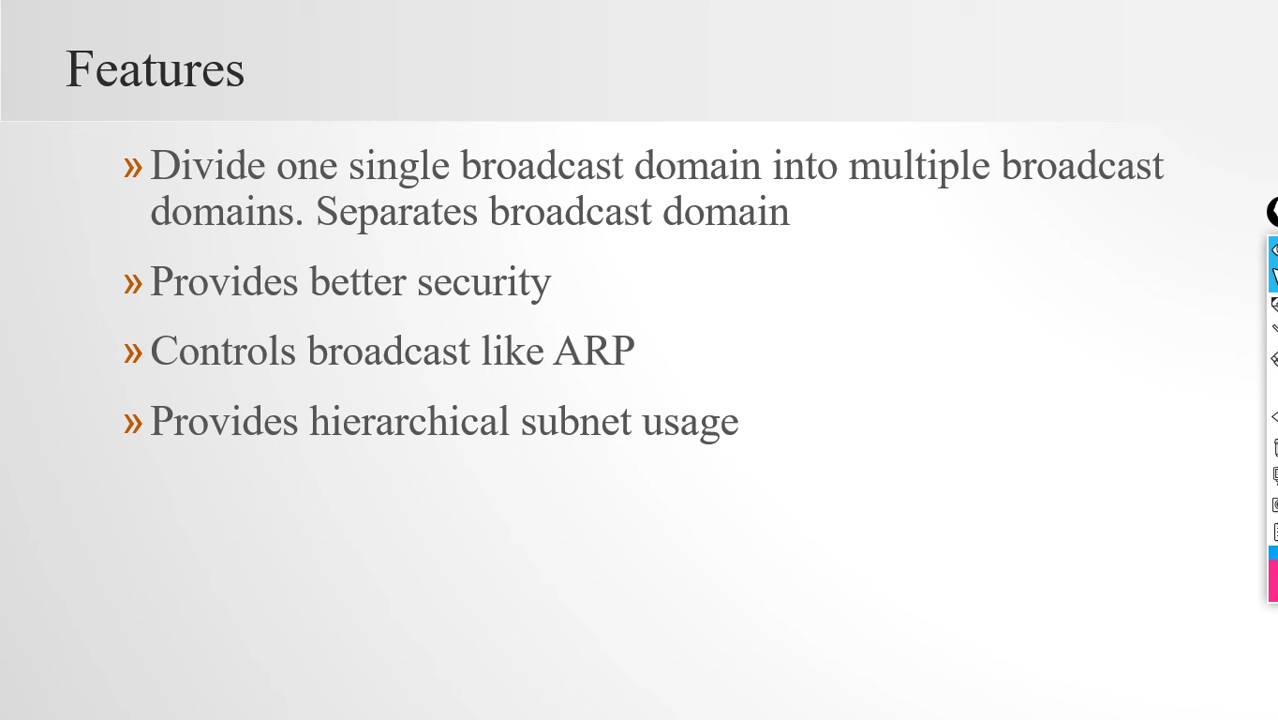 Features
» Divide one single broadcast domain into multiple broadcast
domains. Separates broadcast domain
» Provides better security
» Controls broadcast like ARP
» Provides hierarchical subnet usage